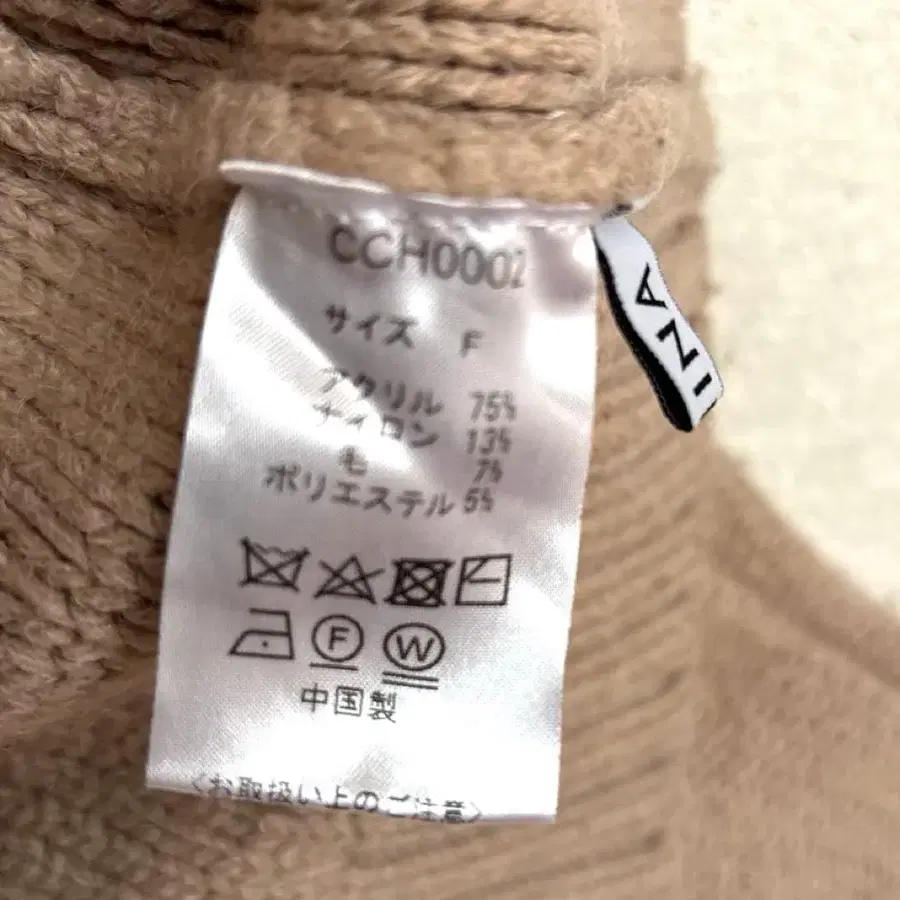 CCH0002
サイズ F
アクリル 75%
ナイロン 13%
毛 7%
ポリエステル 5%
F W
中国製
<お取扱い上のご注意>
INA